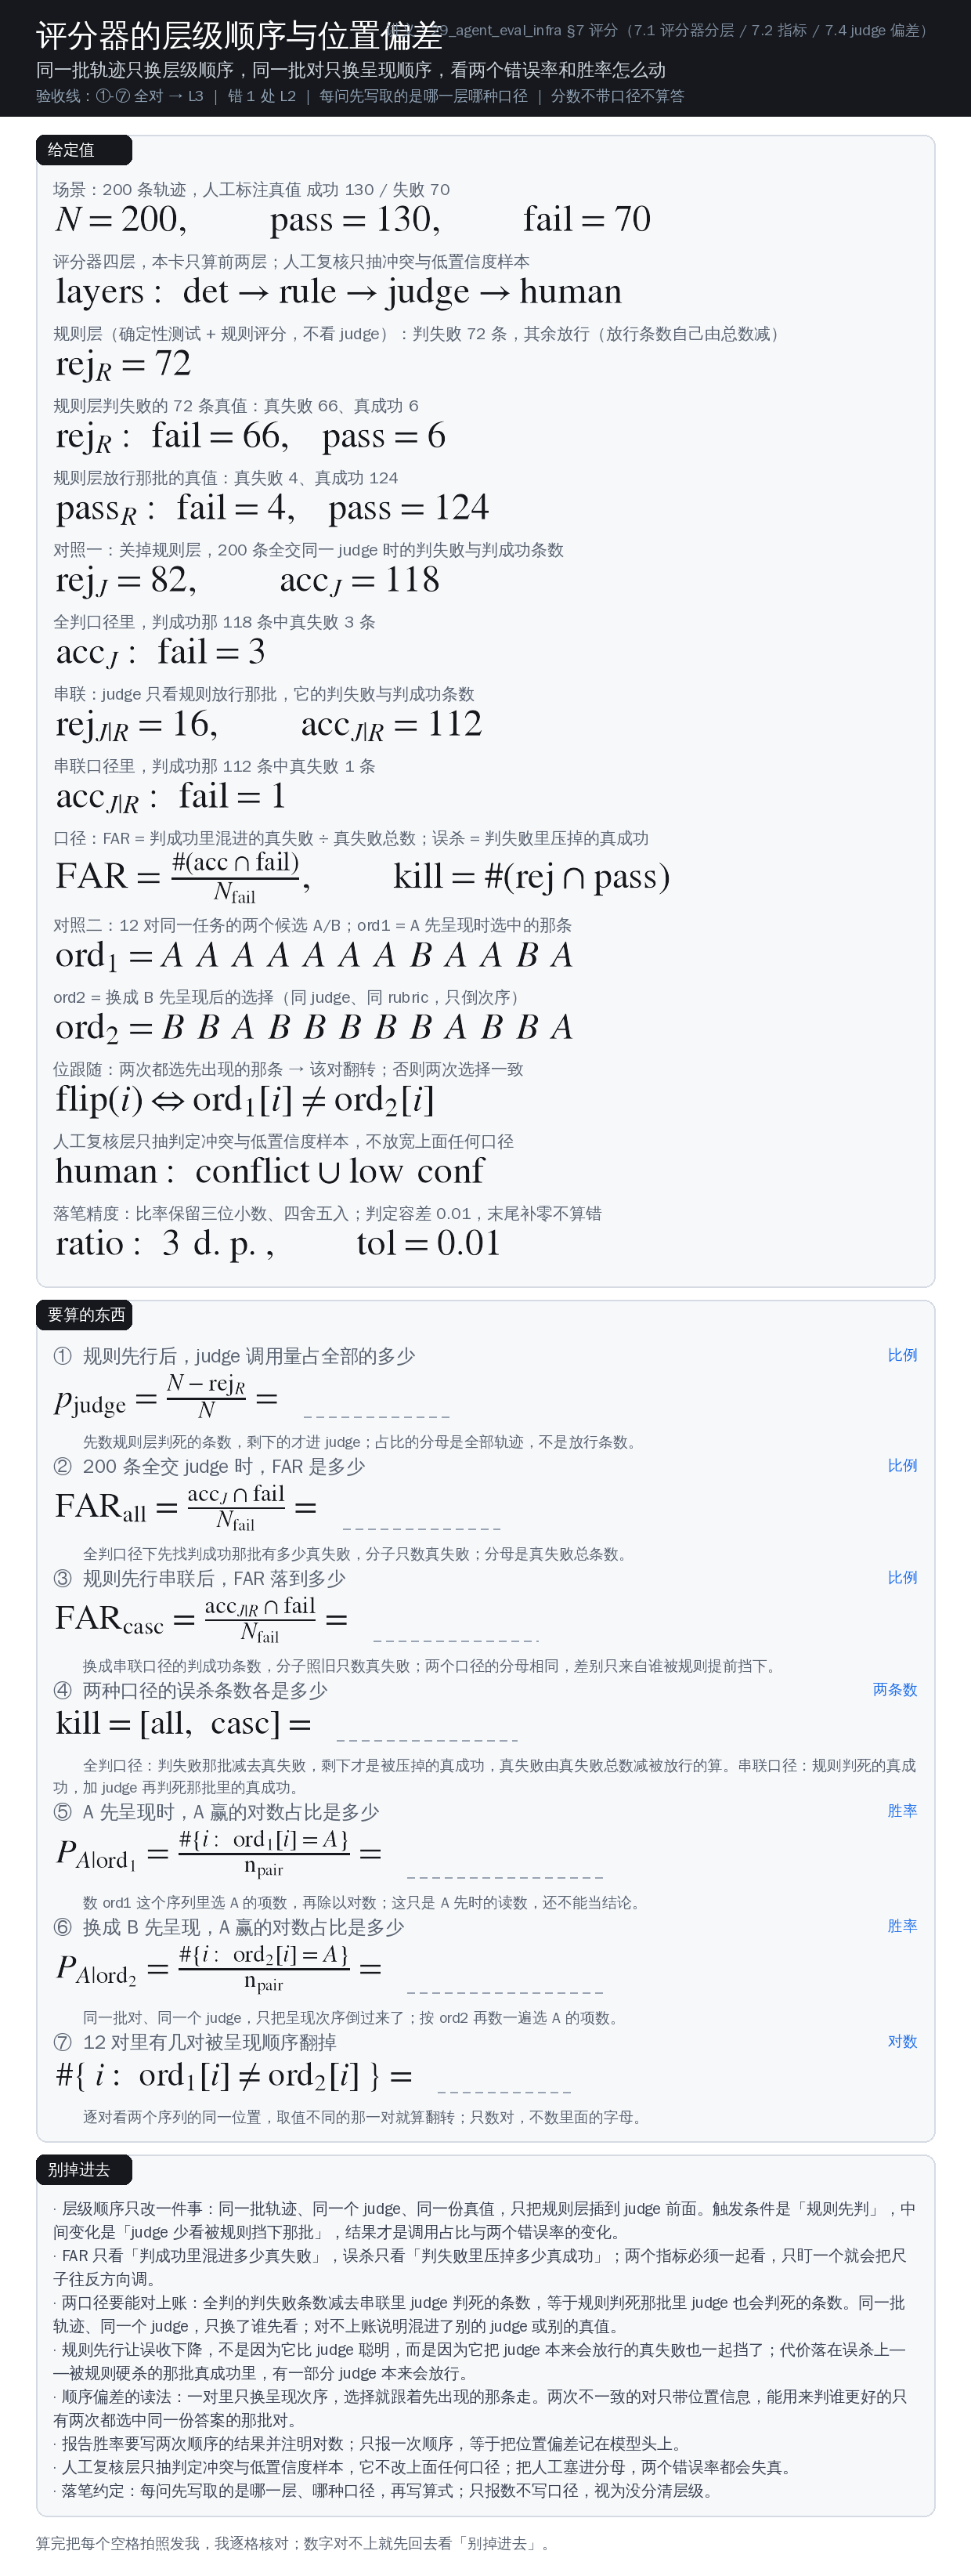 评分器的层级顺序与位置偏差
9_agent_eval_infra §7 评分（7.1 评分器分层 / 7.2 指标 / 7.4 judge 偏差）
同一批轨迹只换层级顺序，同一批对只换呈现顺序，看两个错误率和胜率怎么动
验收线：①-⑦ 全对 → L3 ｜ 错 1 处 L2 ｜ 每问先写取的是哪一层哪种口径 ｜ 分数不带口径不算答
给定值
场景：200 条轨迹，人工标注真值 成功 130 / 失败 70
N = 200, pass = 130, fail = 70
评分器四层，本卡只算前两层；人工复核只抽冲突与低置信度样本
layers : det → rule → judge → human
规则层（确定性测试 + 规则评分，不看 judge）：判失败 72 条，其余放行（放行条数自己由总数减）
rej_R = 72
规则层判失败的 72 条真值：真失败 66、真成功 6
rej_R : fail = 66, pass = 6
规则层放行那批的真值：真失败 4、真成功 124
pass_R : fail = 4, pass = 124
对照一：关掉规则层，200 条全交同一 judge 时的判失败与判成功条数
rej_J = 82, acc_J = 118
全判口径里，判成功那 118 条中真失败 3 条
acc_J : fail = 3
串联：judge 只看规则放行那批，它的判失败与判成功条数
rej_J|R = 16, acc_J|R = 112
串联口径里，判成功那 112 条中真失败 1 条
acc_J|R : fail = 1
口径：FAR = 判成功里混进的真失败 ÷ 真失败总数；误杀 = 判失败里压掉的真成功
FAR = #(acc ∩ fail) / N_fail, kill = #(rej ∩ pass)
对照二：12 对同一任务的两个候选 A/B；ord1 = A 先呈现时选中的那条
ord_1 = A A A A A A A B A A B A
ord2 = 换成 B 先呈现后的选择（同 judge、同 rubric，只倒次序）
ord_2 = B B A B B B B B A B B A
位跟随：两次都选先出现的那条 → 该对翻转；否则两次选择一致
flip(i) ⇔ ord_1[i] ≠ ord_2[i]
人工复核层只抽判定冲突与低置信度样本，不放宽上面任何口径
human : conflict ∪ low conf
落笔精度：比率保留三位小数、四舍五入；判定容差 0.01，末尾补零不算错
ratio : 3 d. p. , tol = 0.01
要算的东西
① 规则先行后，judge 调用量占全部的多少 比例
p_judge = N − rej_R / N =
先数规则层判死的条数，剩下的才进 judge；占比的分母是全部轨迹，不是放行条数。
② 200 条全交 judge 时，FAR 是多少 比例
FAR_all = acc_J ∩ fail / N_fail =
全判口径下先找判成功那批有多少真失败，分子只数真失败；分母是真失败总条数。
③ 规则先行串联后，FAR 落到多少 比例
FAR_casc = acc_J|R ∩ fail / N_fail =
换成串联口径的判成功条数，分子照旧只数真失败；两个口径的分母相同，差别只来自谁被规则提前挡下。
④ 两种口径的误杀条数各是多少 两条数
kill = [all, casc] =
全判口径：判失败那批减去真失败，剩下才是被压掉的真成功，真失败由真失败总数减被放行的算。串联口径：规则判死的真成
功，加 judge 再判死那批里的真成功。
⑤ A 先呈现时，A 赢的对数占比是多少 胜率
P_A|ord_1 = #{i : ord_1[i] = A} / n_pair =
数 ord1 这个序列里选 A 的项数，再除以对数；这只是 A 先时的读数，还不能当结论。
⑥ 换成 B 先呈现，A 赢的对数占比是多少 胜率
P_A|ord_2 = #{i : ord_2[i] = A} / n_pair =
同一批对、同一个 judge，只把呈现次序倒过来了；按 ord2 再数一遍选 A 的项数。
⑦ 12 对里有几对被呈现顺序翻掉 对数
#{ i : ord_1[i] ≠ ord_2[i] } =
逐对看两个序列的同一位置，取值不同的那一对就算翻转；只数对，不数里面的字母。
别掉进去
· 层级顺序只改一件事：同一批轨迹、同一个 judge、同一份真值，只把规则层插到 judge 前面。触发条件是「规则先判」，中
间变化是「judge 少看被规则挡下那批」，结果才是调用占比与两个错误率的变化。
· FAR 只看「判成功里混进多少真失败」，误杀只看「判失败里压掉多少真成功」；两个指标必须一起看，只盯一个就会把尺
子往反方向调。
· 两口径要能对上账：全判的判失败条数减去串联里 judge 判死的条数，等于规则判死那批里 judge 也会判死的条数。同一批
轨迹、同一个 judge，只换了谁先看；对不上账说明混进了别的 judge 或别的真值。
· 规则先行让误收下降，不是因为它比 judge 聪明，而是因为它把 judge 本来会放行的真失败也一起挡了；代价落在误杀上—
—被规则硬杀的那批真成功里，有一部分 judge 本来会放行。
· 顺序偏差的读法：一对里只换呈现次序，选择就跟着先出现的那条走。两次不一致的对只带位置信息，能用来判谁更好的只
有两次都选中同一份答案的那批对。
· 报告胜率要写两次顺序的结果并注明对数；只报一次顺序，等于把位置偏差记在模型头上。
· 人工复核层只抽判定冲突与低置信度样本，它不改上面任何口径；把人工塞进分母，两个错误率都会失真。
· 落笔约定：每问先写取的是哪一层、哪种口径，再写算式；只报数不写口径，视为没分清层级。
算完把每个空格拍照发我，我逐格核对；数字对不上就先回去看「别掉进去」。